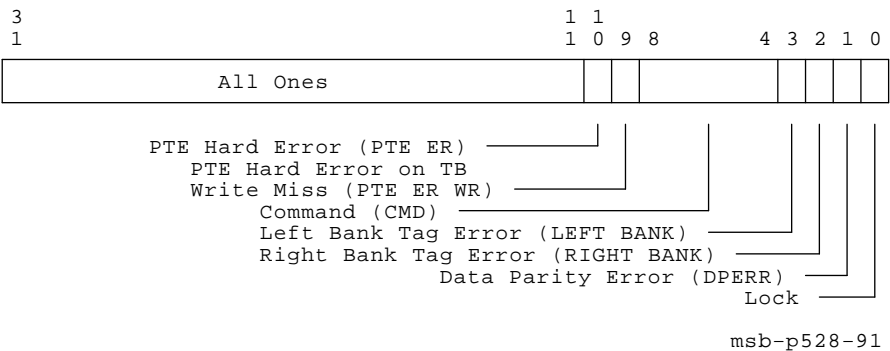 3 1 1
1 1 0 9 8 4 3 2 1 0
All Ones
PTE Hard Error (PTE ER)
PTE Hard Error on TB
Write Miss (PTE ER WR)
Command (CMD)
Left Bank Tag Error (LEFT BANK)
Right Bank Tag Error (RIGHT BANK)
Data Parity Error (DPERR)
Lock
msb-p528-91